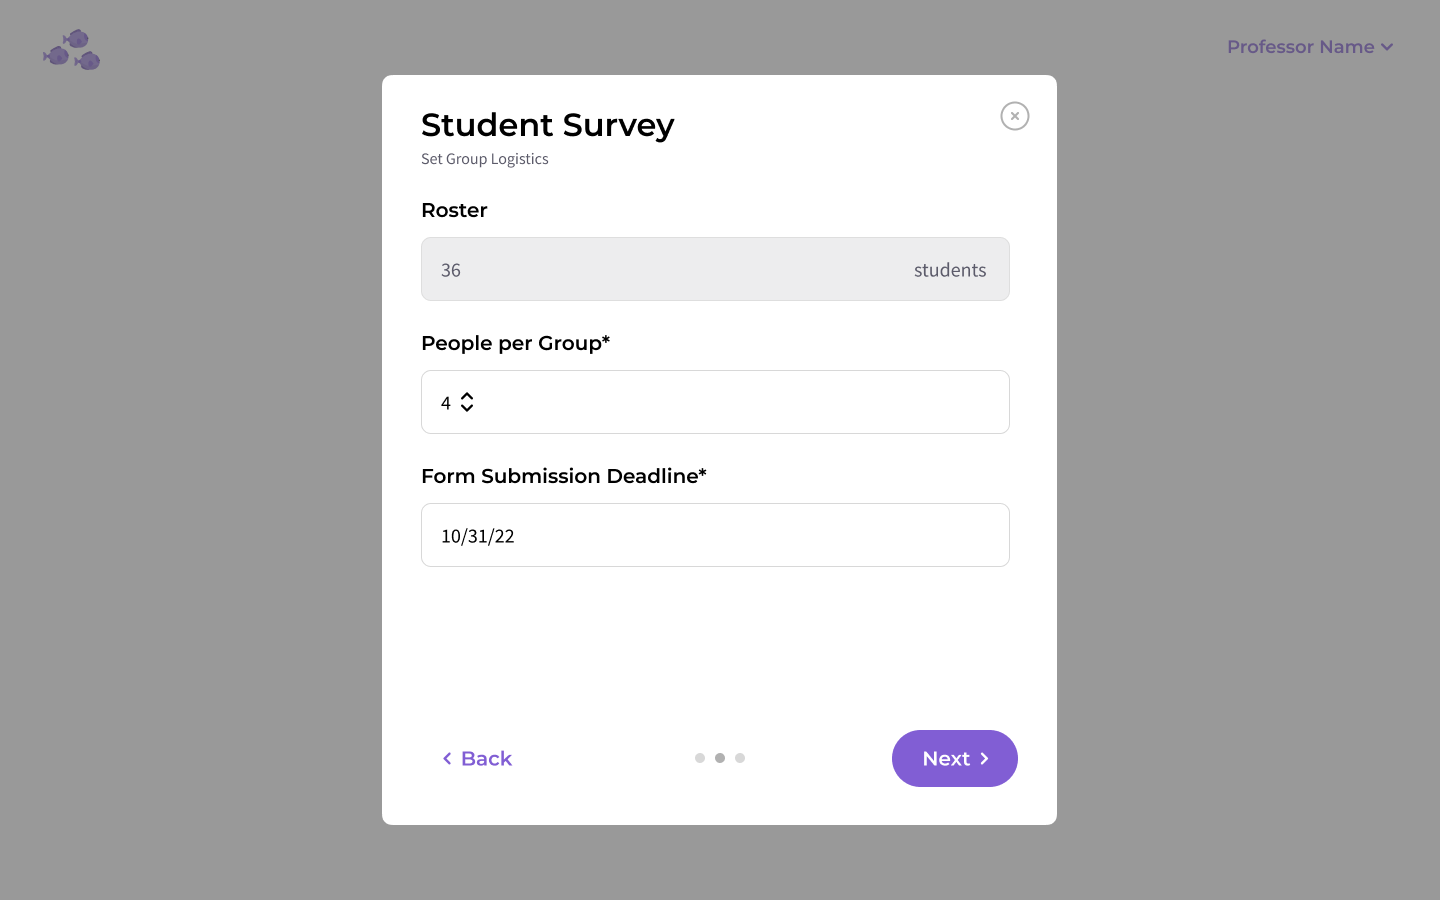 Professor Name
Student Survey
Set Group Logistics
Roster
36 students
People per Group*
4
Form Submission Deadline*
10/31/22
Back
Next